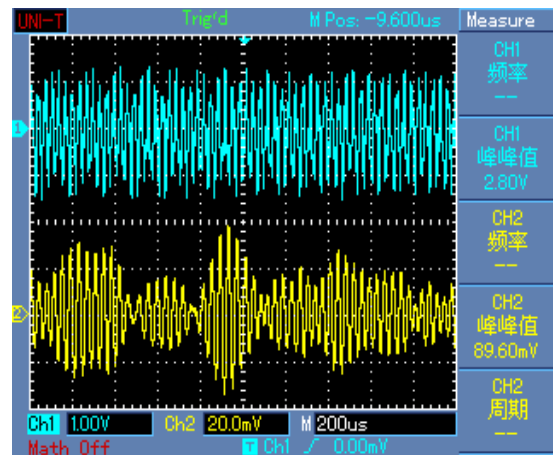 UNI-T Trig'd M Pos: -9.600us Measure
CH1
频率
--
1
CH1
峰峰值
2.80V
CH2
频率
--
2
CH2
峰峰值
89.60mV
CH2
周期
--
Ch1 1.00V Ch2 20.0mV M 200us
Math Off T Ch1 0.00mV